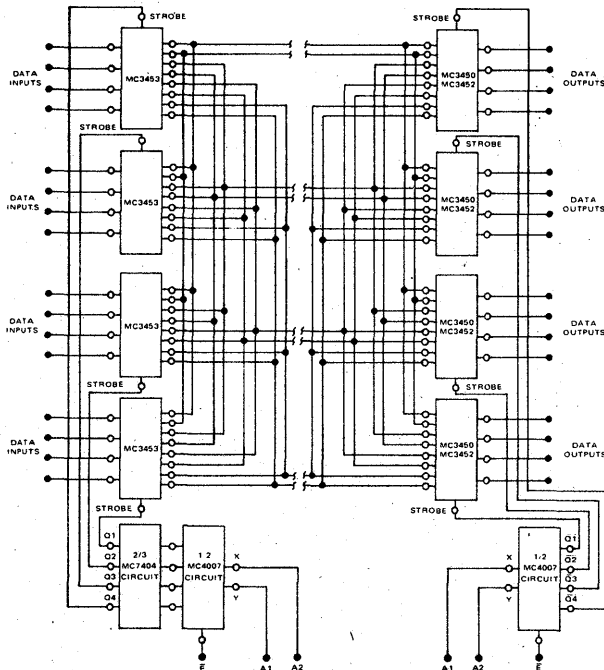 STROBE
STROBE
DATA
INPUTS
MC3453
MC3450
MC3452
DATA
OUTPUTS
STROBE
STROBE
DATA
INPUTS
MC3453
MC3450
MC3452
DATA
OUTPUTS
DATA
INPUTS
MC3453
MC3450
MC3452
DATA
OUTPUTS
STROBE
STROBE
DATA
INPUTS
MC3453
MC3450
MC3452
DATA
OUTPUTS
STROBE
STROBE
Q1
Q2
Q3
Q4
2/3
MC7404
CIRCUIT
1/2
MC4007
CIRCUIT
X
Y
X
Y
1/2
MC4007
CIRCUIT
Q1
Q2
Q3
Q4
E
A1
A2
A1
A2
E